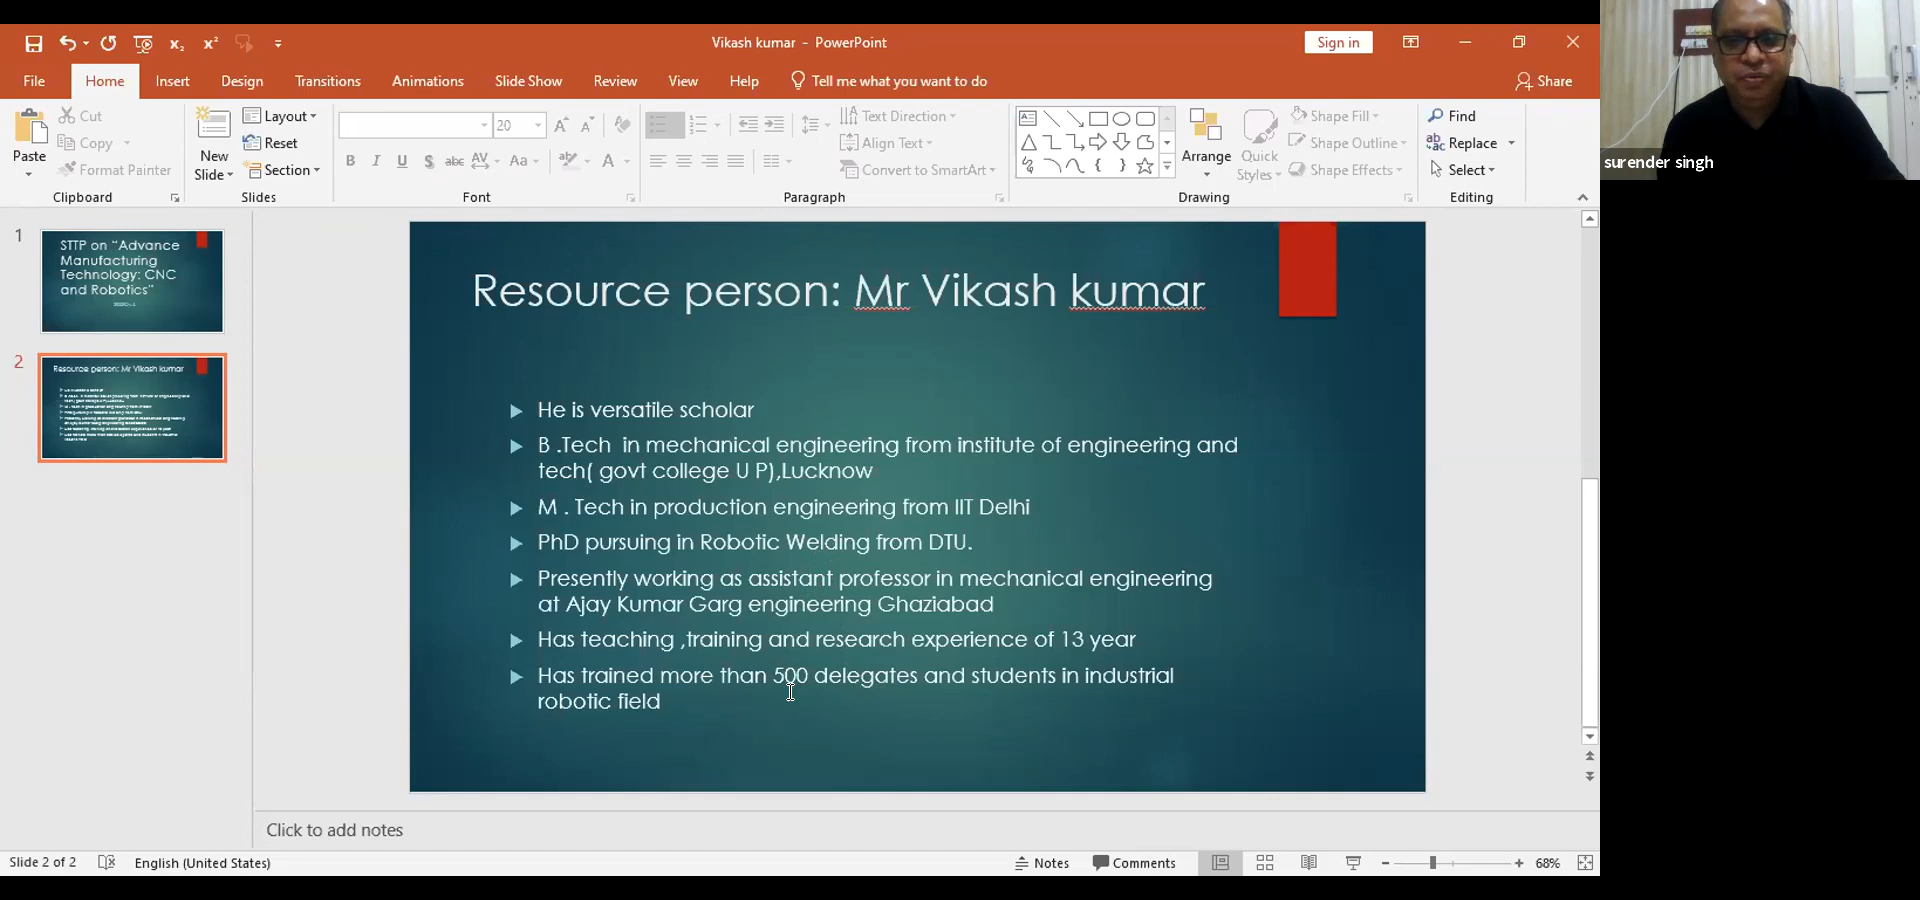 Vikash kumar - PowerPoint
Sign in
File Home Insert Design Transitions Animations Slide Show Review View Help Tell me what you want to do Share
Paste
Cut
Copy
Format Painter
Clipboard
New
Slide
Layout
Reset
Section
Slides
20
Font
Text Direction
Align Text
Convert to SmartArt
Paragraph
Arrange
Quick
Styles
Shape Fill
Shape Outline
Shape Effects
Drawing
Find
Replace
Select
Editing
surender singh
1
STTP on “Advance
Manufacturing
Technology: CNC
and Robotics”
2
Resource person: Mr Vikash kumar
Resource person: Mr Vikash kumar
He is versatile scholar
B .Tech in mechanical engineering from institute of engineering and
tech( govt college U P),Lucknow
M . Tech in production engineering from IIT Delhi
PhD pursuing in Robotic Welding from DTU.
Presently working as assistant professor in mechanical engineering
at Ajay Kumar Garg engineering Ghaziabad
Has teaching ,training and research experience of 13 year
Has trained more than 500 delegates and students in industrial
robotic field
Click to add notes
Slide 2 of 2 English (United States) Notes Comments 68%